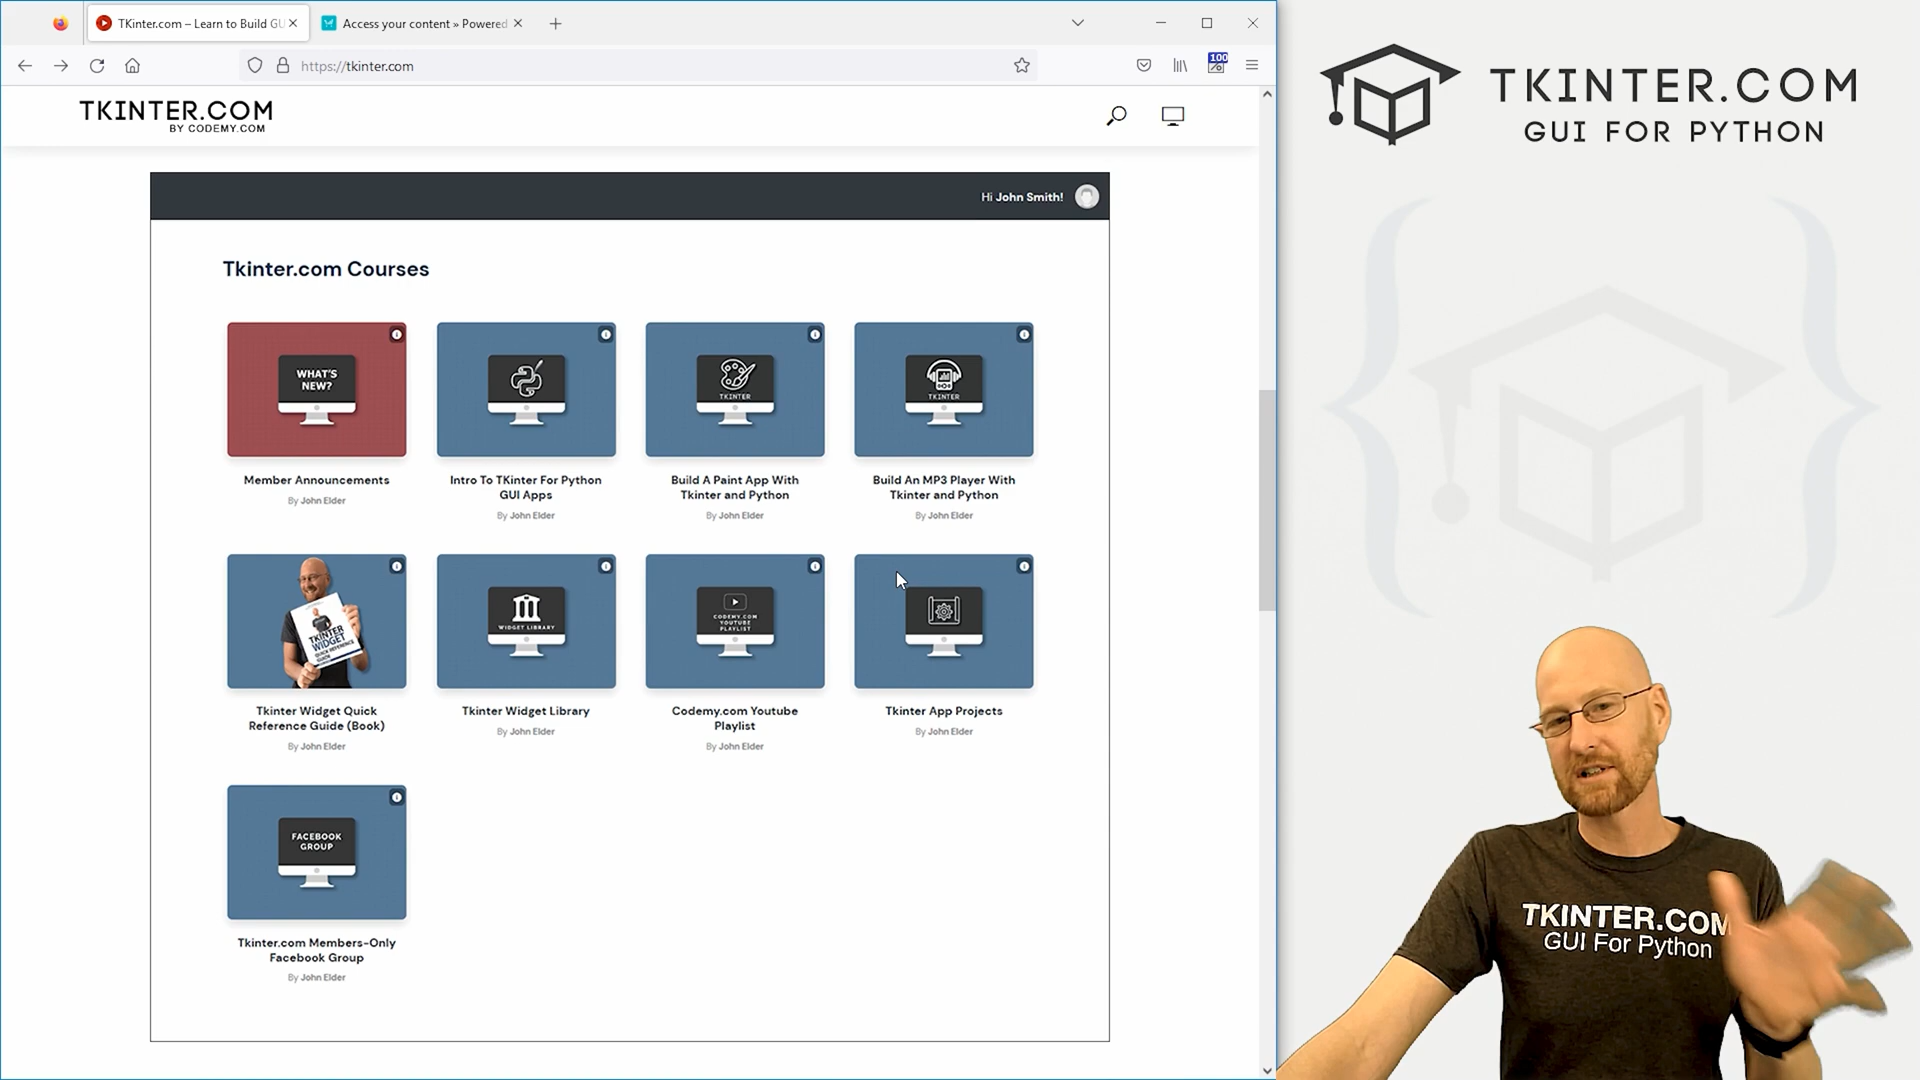 TKinter.com – Learn to Build GU
Access your content » Powered
https://tkinter.com
100
TKINTER.COM
BY CODEMY.COM
Hi John Smith!
Tkinter.com Courses
WHAT'S
NEW?
TKINTER
TKINTER
Member Announcements
By John Elder
Intro To TKinter For Python
GUI Apps
By John Elder
Build A Paint App With
Tkinter and Python
By John Elder
Build An MP3 Player With
Tkinter and Python
By John Elder
TKINTER
WIDGET
QUICK REFERENCE
GUIDE
WIDGET LIBRARY
CODEMY.COM
YOUTUBE
PLAYLIST
Tkinter Widget Quick
Reference Guide (Book)
By John Elder
Tkinter Widget Library
By John Elder
Codemy.com Youtube
Playlist
By John Elder
Tkinter App Projects
By John Elder
FACEBOOK
GROUP
Tkinter.com Members-Only
Facebook Group
By John Elder
TKINTER.COM
GUI FOR PYTHON
TKINTER.COM
GUI For Python